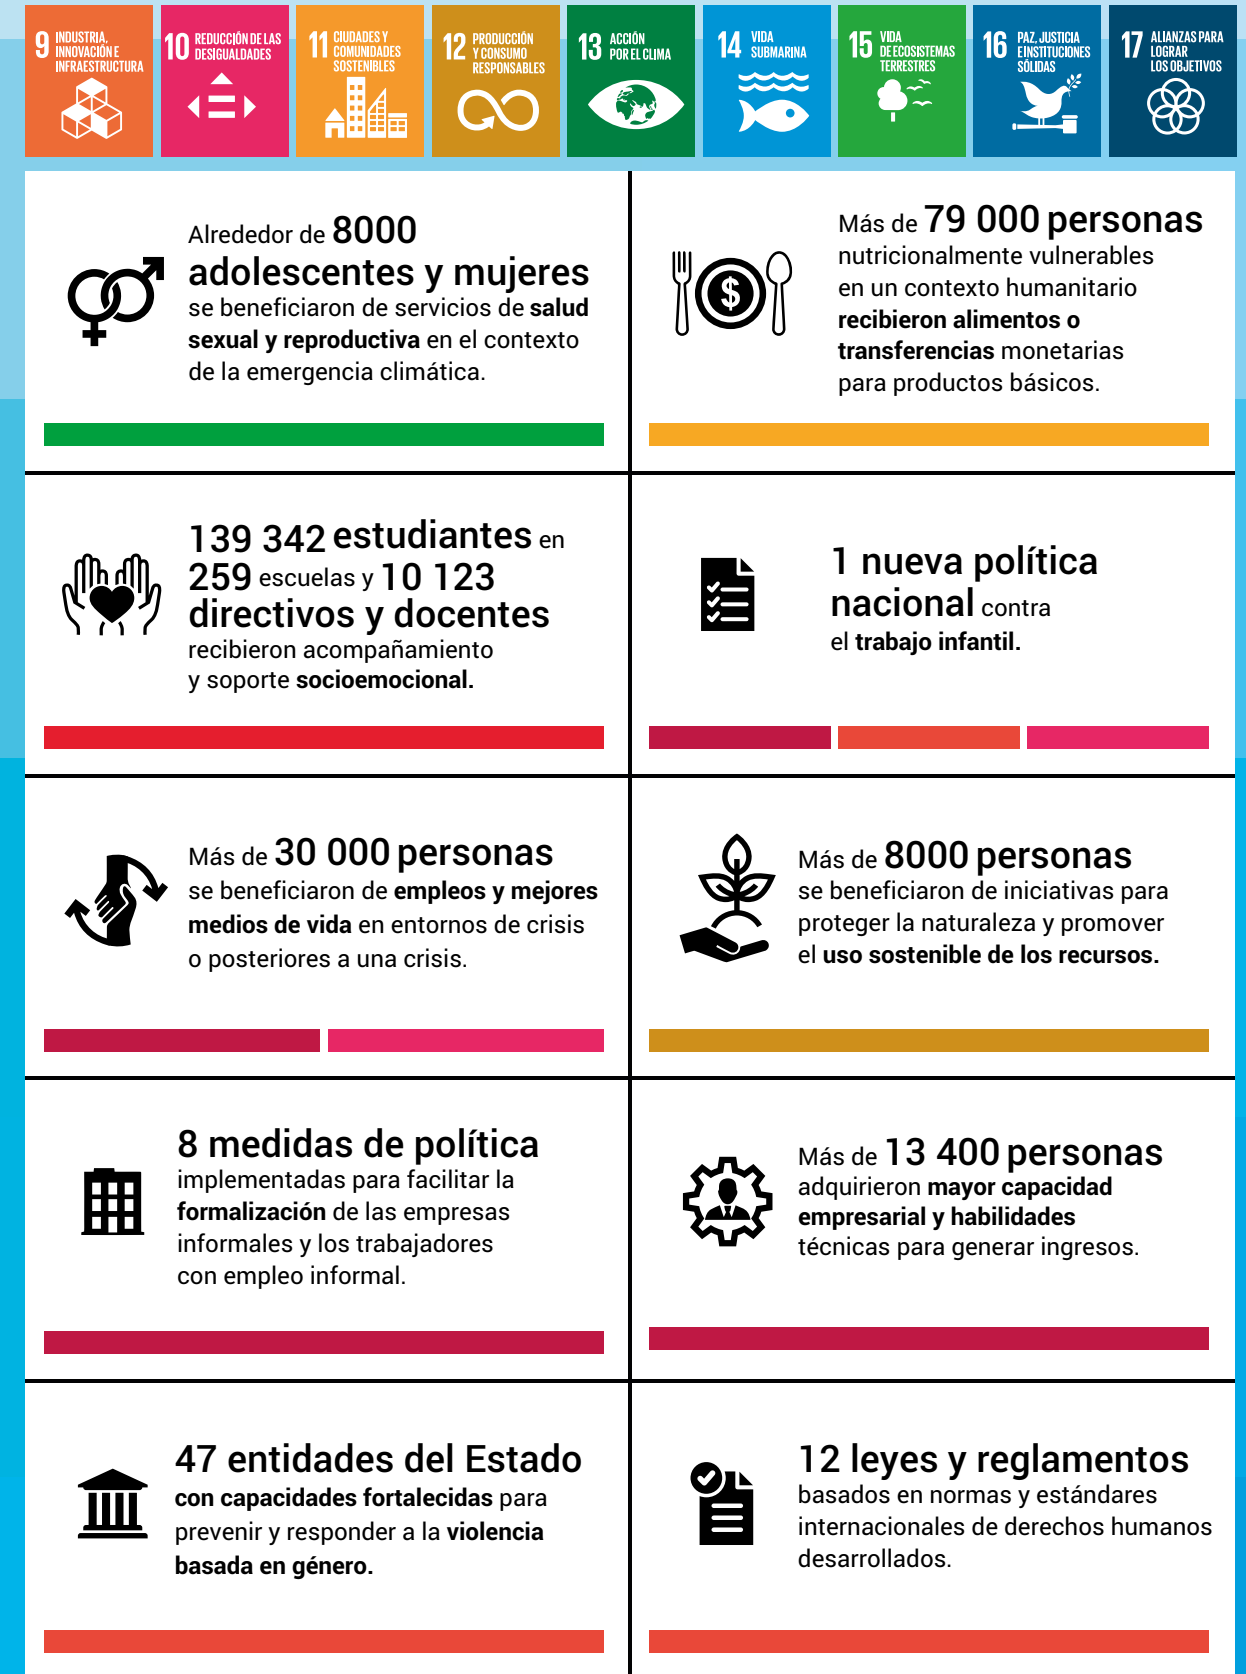 9 INDUSTRIA,
INNOVACIÓN E
INFRAESTRUCTURA
10 REDUCCIÓN DE LAS
DESIGUALDADES
11 CIUDADES Y
COMUNIDADES
SOSTENIBLES
12 PRODUCCIÓN
Y CONSUMO
RESPONSABLES
13 ACCIÓN
POR EL CLIMA
14 VIDA
SUBMARINA
15 VIDA
DE ECOSISTEMAS
TERRESTRES
16 PAZ, JUSTICIA
E INSTITUCIONES
SÓLIDAS
17 ALIANZAS PARA
LOGRAR
LOS OBJETIVOS
Alrededor de 8000
adolescentes y mujeres
se beneficiaron de servicios de salud
sexual y reproductiva en el contexto
de la emergencia climática.
Más de 79 000 personas
nutricionalmente vulnerables
en un contexto humanitario
recibieron alimentos o
transferencias monetarias
para productos básicos.
$
139 342 estudiantes en
259 escuelas y 10 123
directivos y docentes
recibieron acompañamiento
y soporte socioemocional.
1 nueva política
nacional contra
el trabajo infantil.
Más de 30 000 personas
se beneficiaron de empleos y mejores
medios de vida en entornos de crisis
o posteriores a una crisis.
Más de 8000 personas
se beneficiaron de iniciativas para
proteger la naturaleza y promover
el uso sostenible de los recursos.
8 medidas de política
implementadas para facilitar la
formalización de las empresas
informales y los trabajadores
con empleo informal.
Más de 13 400 personas
adquirieron mayor capacidad
empresarial y habilidades
técnicas para generar ingresos.
47 entidades del Estado
con capacidades fortalecidas para
prevenir y responder a la violencia
basada en género.
12 leyes y reglamentos
basados en normas y estándares
internacionales de derechos humanos
desarrollados.